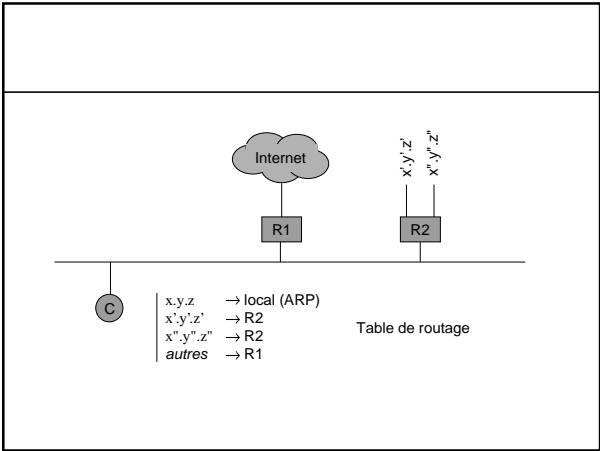 Internet
x'.y'.z'
x".y".z"
R1
R2
C
x.y.z → local (ARP)
x'.y'.z' → R2
x".y".z" → R2
autres → R1
Table de routage